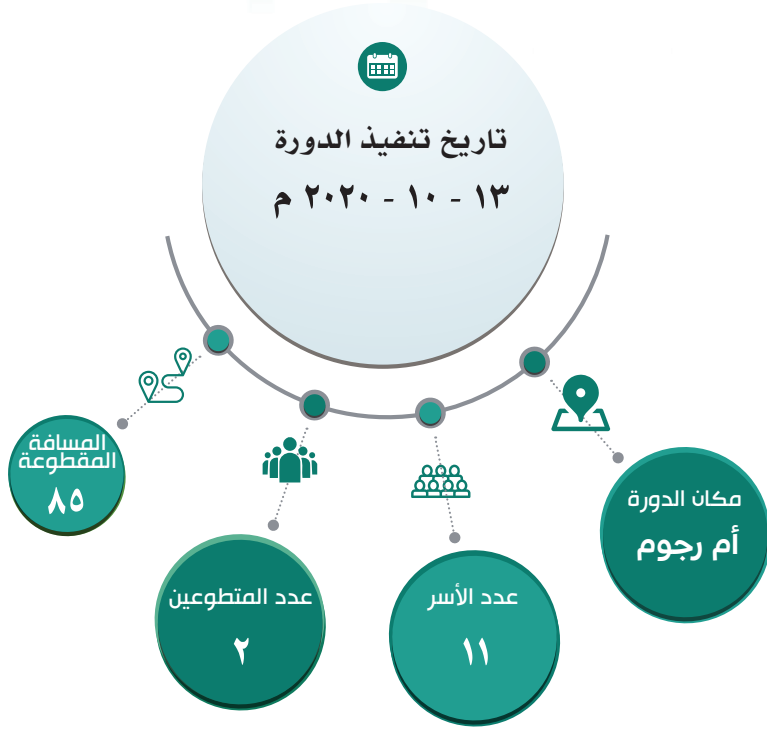 تاريخ تنفيذ الدورة
١٣ - ١٠ - ٢٠٢٠ م
مكان الدورة
أم رجوم
عدد الأسر
١١
عدد المتطوعين
٢
المسافة
المقطوعة
٨٥